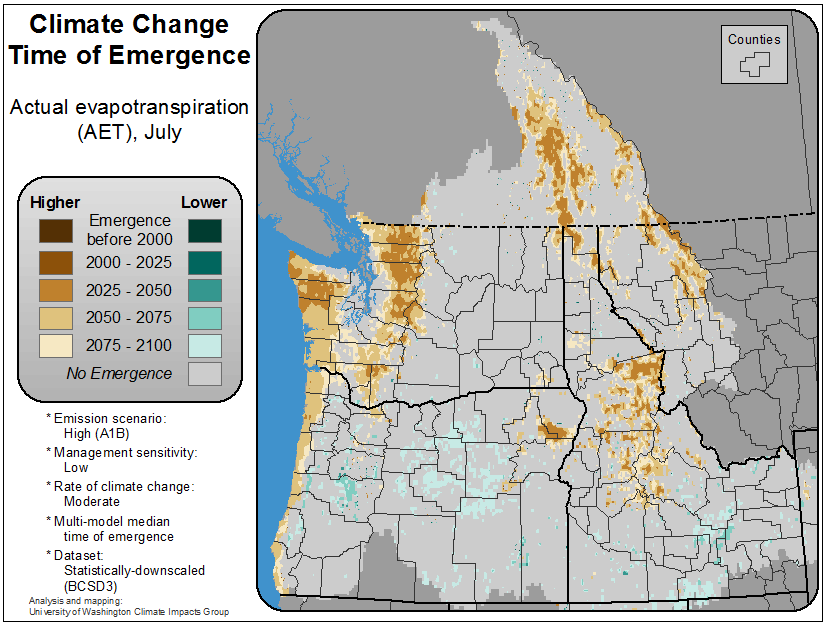 Climate Change
Time of Emergence
Actual evapotranspiration
(AET), July
Higher
Lower
Emergence
before 2000
2000 - 2025
2025 - 2050
2050 - 2075
2075 - 2100
No Emergence
* Emission scenario:
High (A1B)
* Management sensitivity:
Low
* Rate of climate change:
Moderate
* Multi-model median
time of emergence
* Dataset:
Statistically-downscaled
(BCSD3)
Analysis and mapping:
University of Washington Climate Impacts Group
Counties